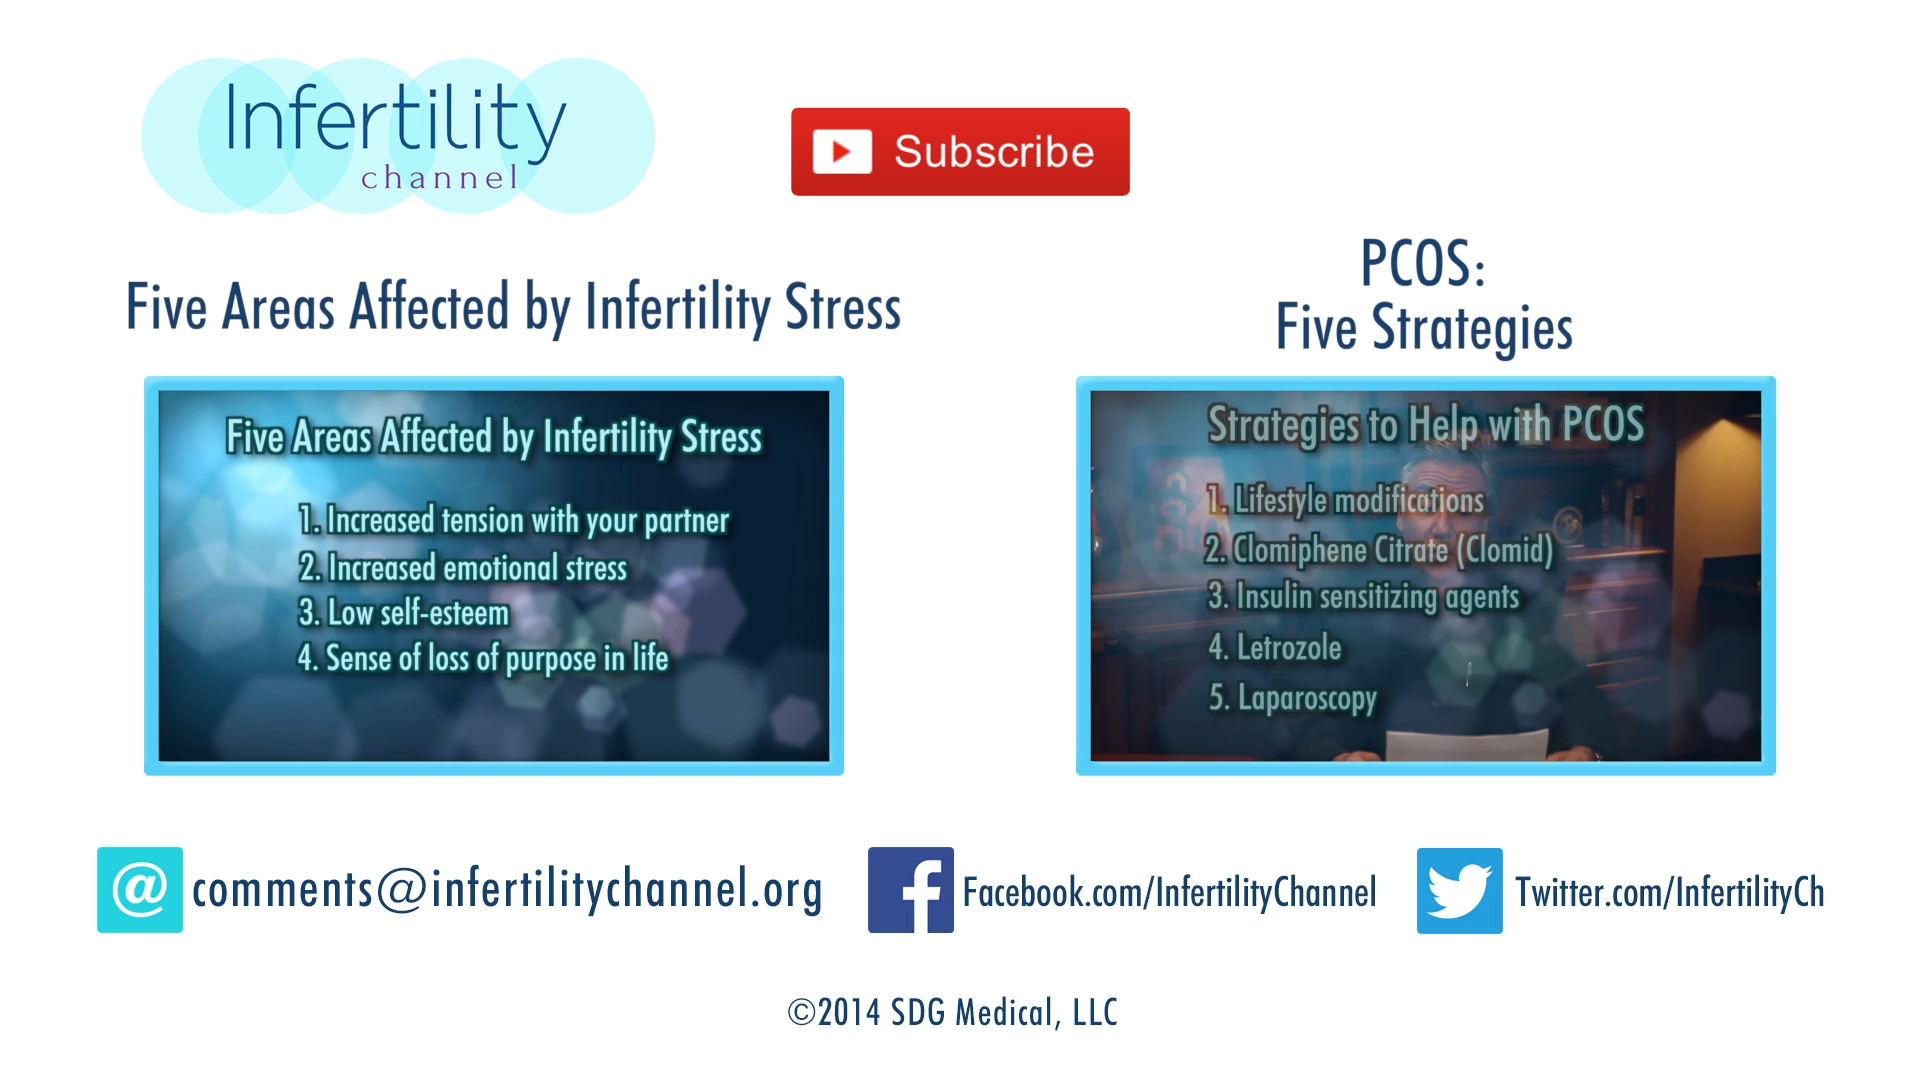 Infertility
channel
Subscribe
Five Areas Affected by Infertility Stress
PCOS:
Five Strategies
Five Areas Affected by Infertility Stress
1. Increased tension with your partner
2. Increased emotional stress
3. Low self-esteem
4. Sense of loss of purpose in life
Strategies to Help with PCOS
1. Lifestyle modifications
2. Clomiphene Citrate (Clomid)
3. Insulin sensitizing agents
4. Letrozole
5. Laparoscopy
@ comments@infertilitychannel.org
f Facebook.com/InfertilityChannel
Twitter.com/InfertilityCh
©2014 SDG Medical, LLC